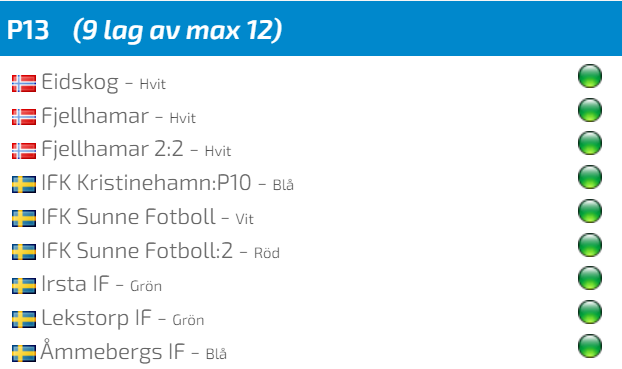 P13 (9 lag av max 12)
Eidskog - Hvit
Fjellhamar - Hvit
Fjellhamar 2:2 - Hvit
IFK Kristinehamn:P10 - Blå
IFK Sunne Fotboll - Vit
IFK Sunne Fotboll:2 - Röd
Irsta IF - Grön
Lekstorp IF - Grön
Åmmebergs IF - Blå